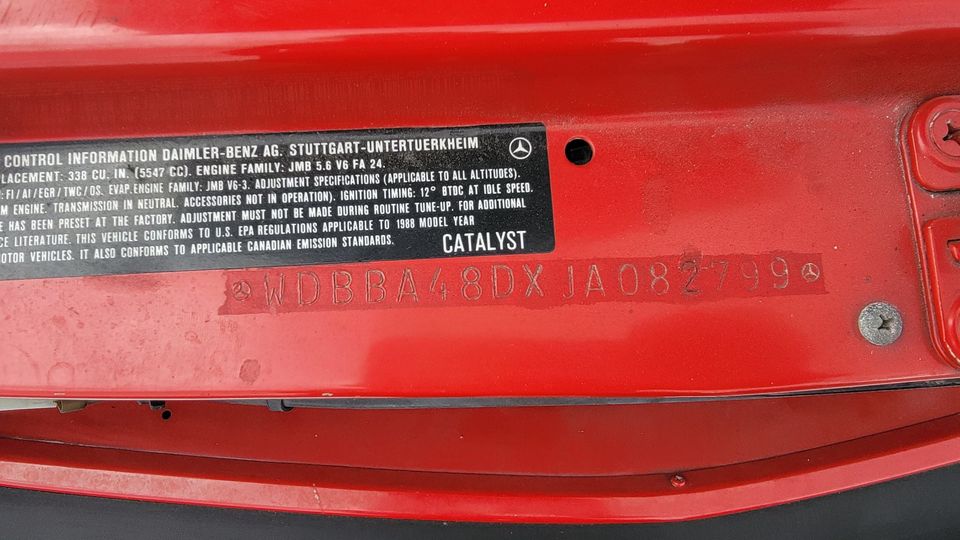 CONTROL INFORMATION DAIMLER-BENZ AG. STUTTGART-UNTERTUERKHEIM
LACEMENT: 338 CU. IN. (5547 CC). ENGINE FAMILY: JMB 5.6 V6 FA 24.
: FI / AI / EGR / TWC / OS. EVAP. ENGINE FAMILY: JMB V6-3. ADJUSTMENT SPECIFICATIONS (APPLICABLE TO ALL ALTITUDES).
M ENGINE. TRANSMISSION IN NEUTRAL. ACCESSORIES NOT IN OPERATION). IGNITION TIMING: 12° BTDC AT IDLE SPEED.
E HAS BEEN PRESET AT THE FACTORY. ADJUSTMENT MUST NOT BE MADE DURING ROUTINE TUNE-UP. FOR ADDITIONAL
CE LITERATURE. THIS VEHICLE CONFORMS TO U.S. EPA REGULATIONS APPLICABLE TO 1988 MODEL YEAR
OTOR VEHICLES. IT ALSO CONFORMS TO APPLICABLE CANADIAN EMISSION STANDARDS.
CATALYST
WDBBA48DXJA082799